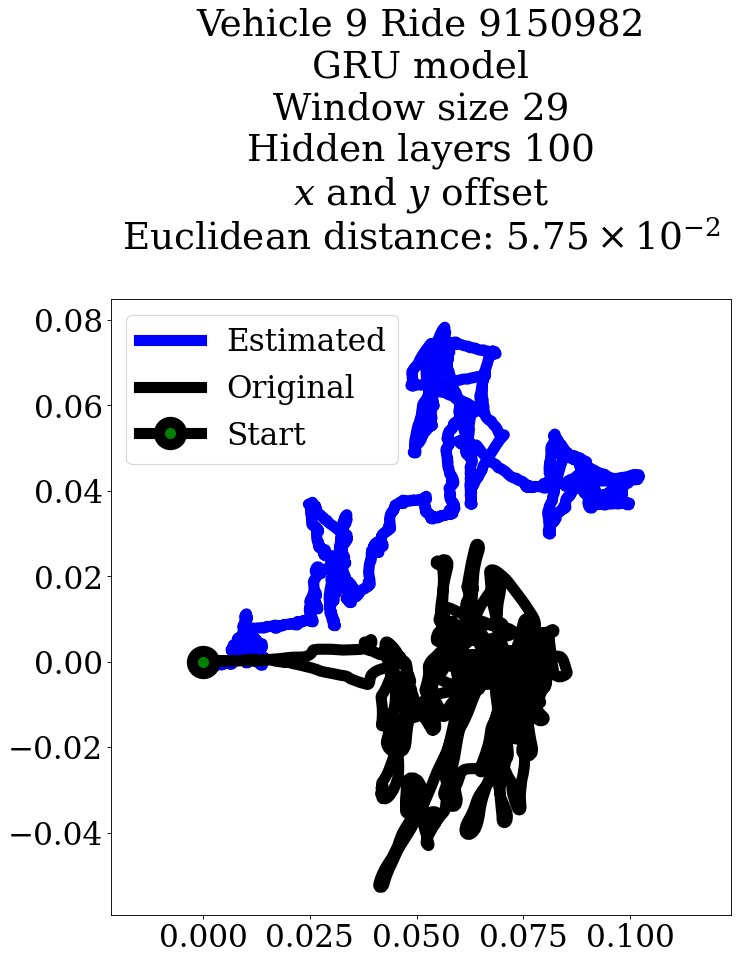 Vehicle 9 Ride 9150982
GRU model
Window size 29
Hidden layers 100
x and y offset
Euclidean distance: 5.75 × 10⁻²
Estimated
Original
Start
0.08
0.06
0.04
0.02
0.00
−0.02
−0.04
0.000 0.025 0.050 0.075 0.100